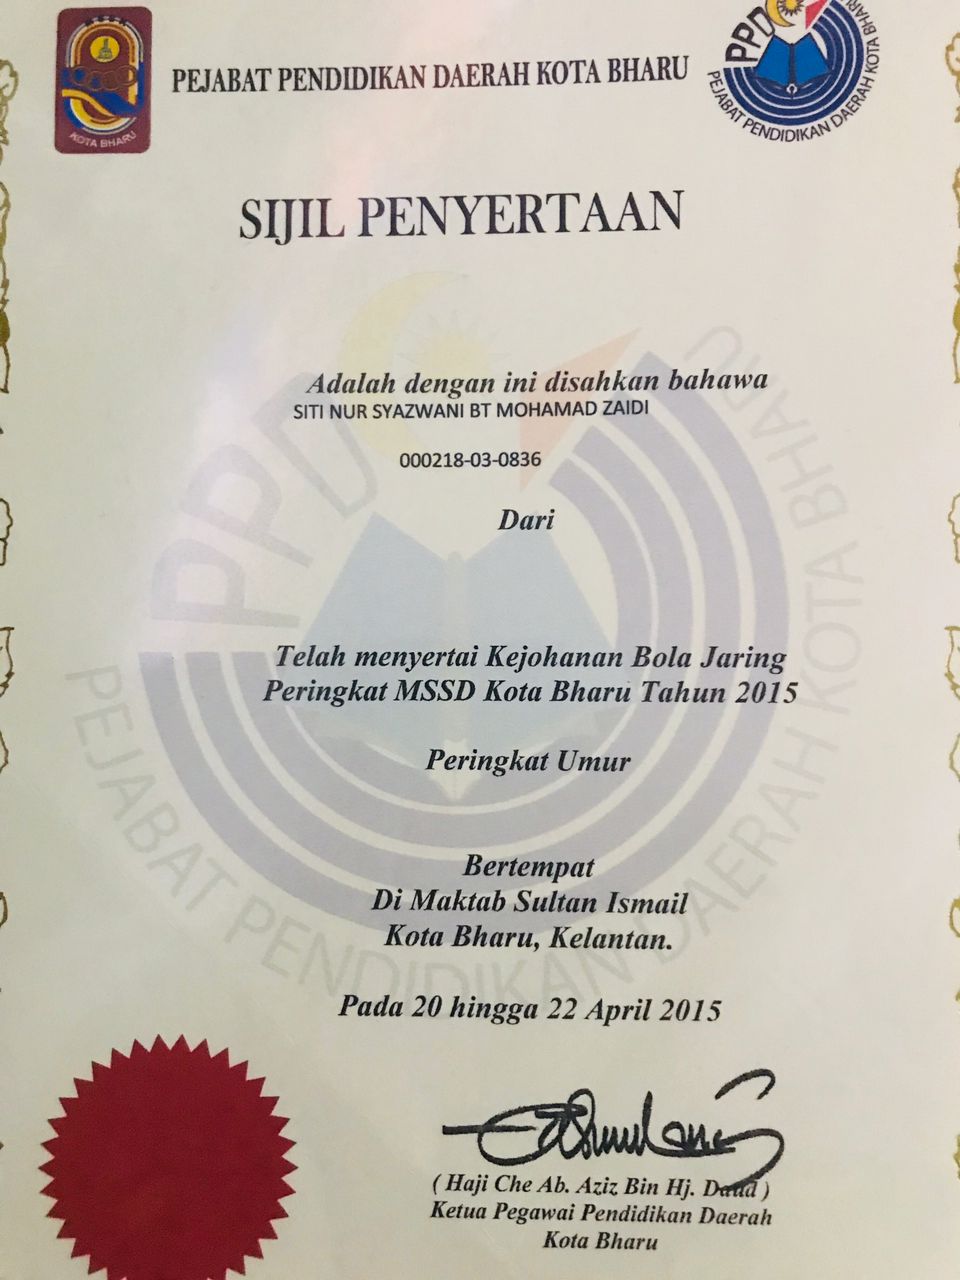 KOTA BHARU
PEJABAT PENDIDIKAN DAERAH KOTA BHARU
PPD
PEJABAT PENDIDIKAN DAERAH KOTA BHARU
SIJIL PENYERTAAN
Adalah dengan ini disahkan bahawa
SITI NUR SYAZWANI BT MOHAMAD ZAIDI
000218-03-0836
Dari
Telah menyertai Kejohanan Bola Jaring
Peringkat MSSD Kota Bharu Tahun 2015
Peringkat Umur
Bertempat
Di Maktab Sultan Ismail
Kota Bharu, Kelantan.
Pada 20 hingga 22 April 2015
PPD
PEJABAT PENDIDIKAN DAERAH KOTA BHARU
( Haji Che Ab. Aziz Bin Hj. Daud )
Ketua Pegawai Pendidikan Daerah
Kota Bharu